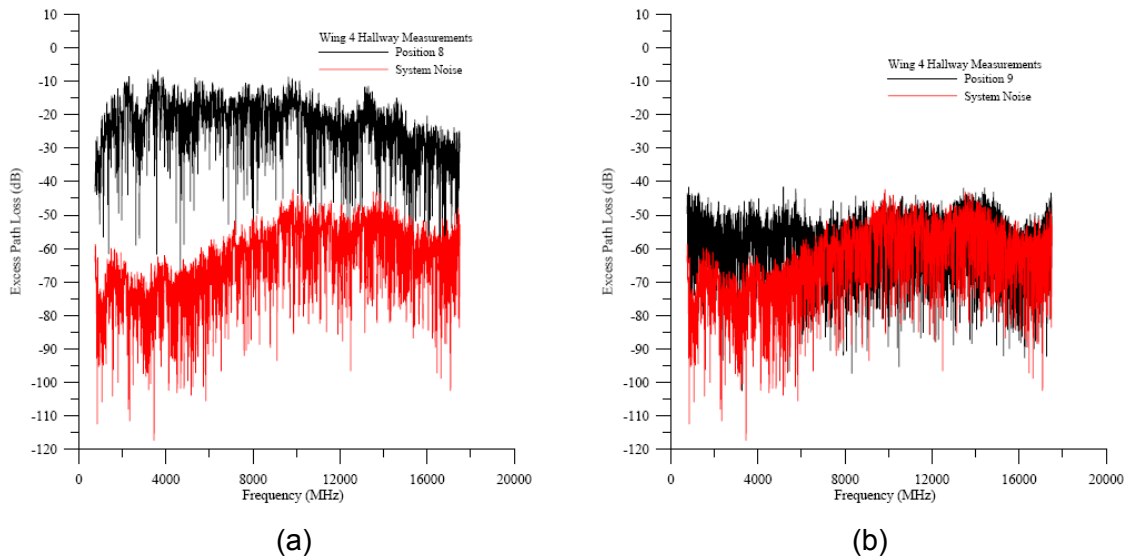 10
0
-10
-20
-30
-40
-50
-60
-70
-80
-90
-100
-110
-120
Excess Path Loss (dB)
Wing 4 Hallway Measurements
Position 8
System Noise
0 4000 8000 12000 16000 20000
Frequency (MHz)
(a)
10
0
-10
-20
-30
-40
-50
-60
-70
-80
-90
-100
-110
-120
Excess Path Loss (dB)
Wing 4 Hallway Measurements
Position 9
System Noise
0 4000 8000 12000 16000 20000
Frequency (MHz)
(b)